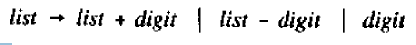 list → list + digit | list - digit | digit